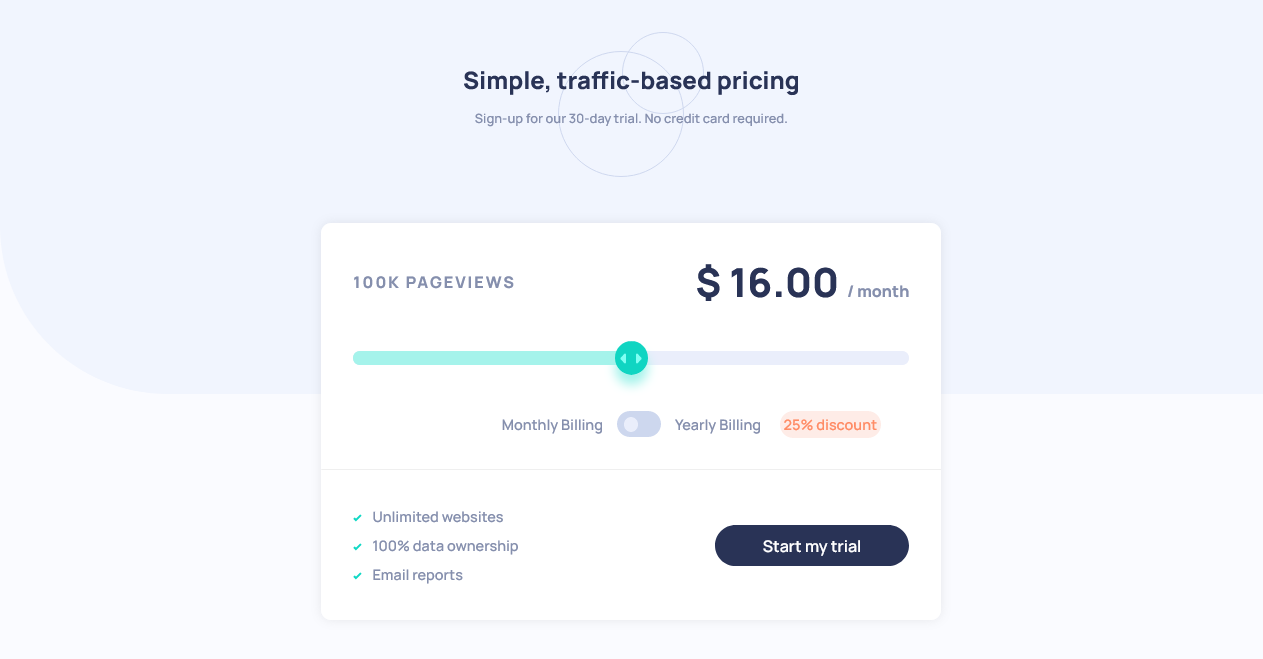 Simple, traffic-based pricing
Sign-up for our 30-day trial. No credit card required.
100K PAGEVIEWS
$ 16.00 / month
Monthly Billing
Yearly Billing
25% discount
Unlimited websites
100% data ownership
Email reports
Start my trial